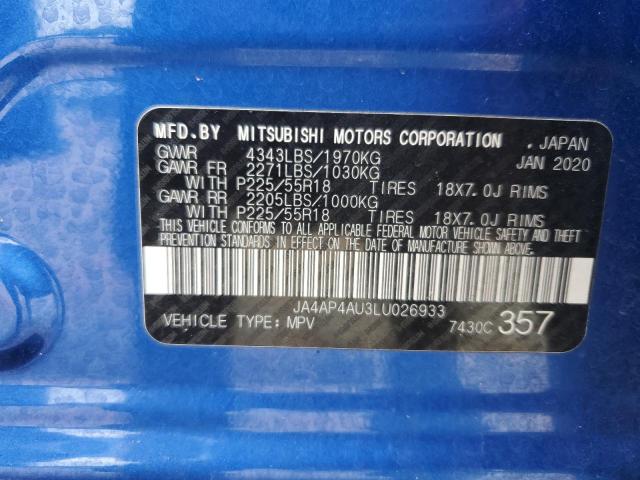 MFD.BY MITSUBISHI MOTORS CORPORATION . JAPAN
GVWR 4343LBS/1970KG JAN 2020
GAWR FR 2271LBS/1030KG
WITH P225/55R18 TIRES 18X7.0J RIMS
GAWR RR 2205LBS/1000KG
WITH P225/55R18 TIRES 18X7.0J RIMS
THIS VEHICLE CONFORMS TO ALL APPLICABLE FEDERAL MOTOR VEHICLE SAFETY AND THEFT
PREVENTION STANDARDS IN EFFECT ON THE DATE OF MANUFACTURE SHOWN ABOVE.
JA4AP4AU3LU026933
VEHICLE TYPE: MPV 7430C 357